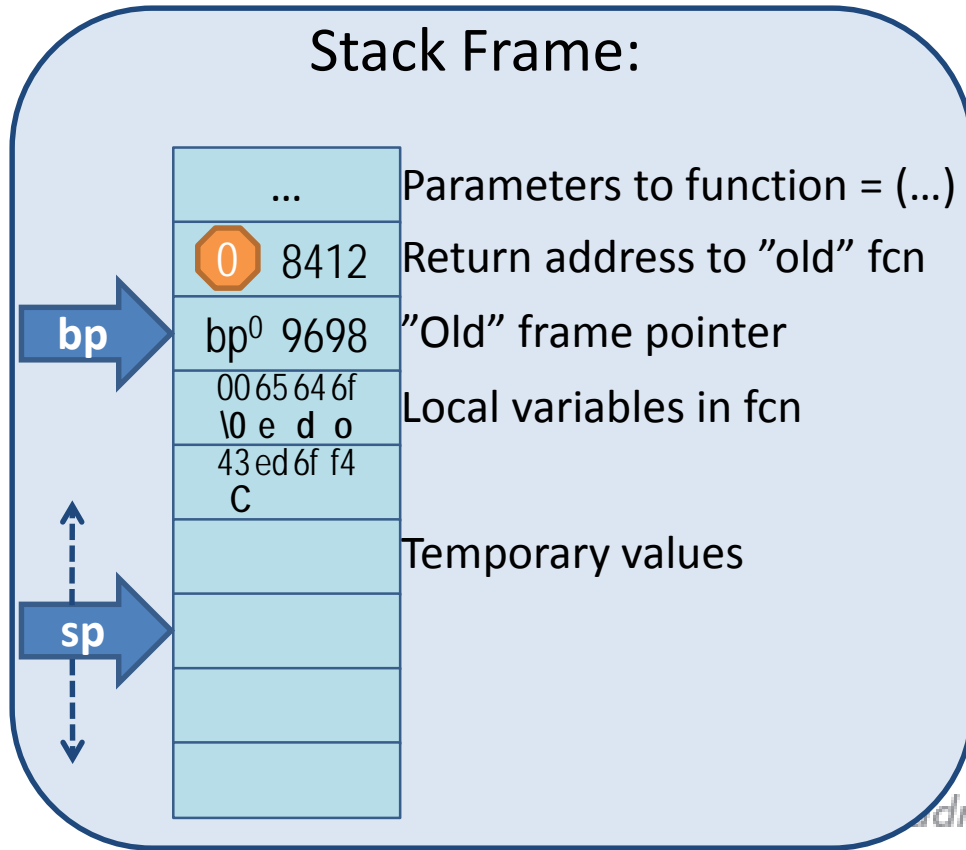 Stack Frame:
... Parameters to function = (...)
0 8412 Return address to ”old” fcn
bp bp⁰ 9698 ”Old” frame pointer
00 65 64 6f
\0 e d o
Local variables in fcn
43 ed 6f f4
C
Temporary values
sp